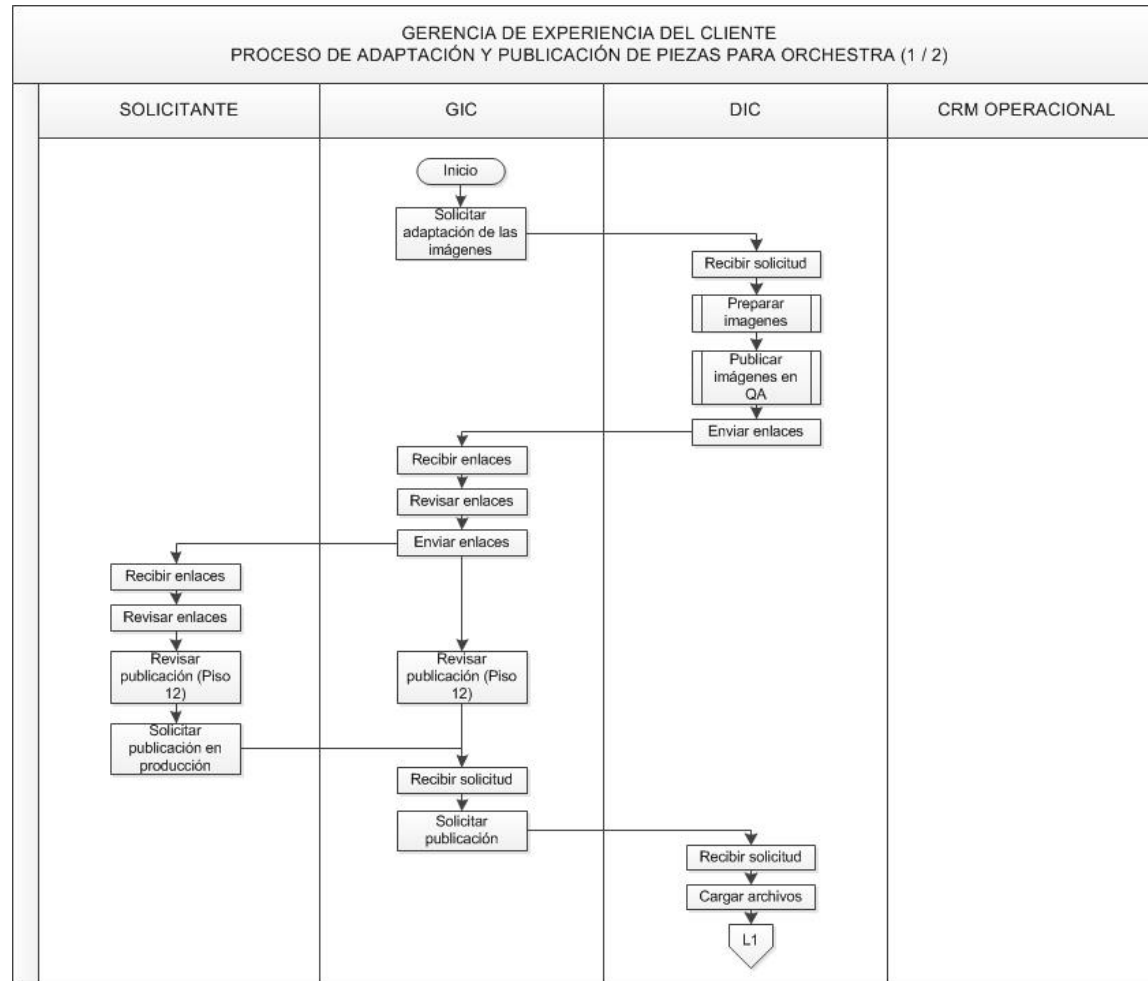 GERENCIA DE EXPERIENCIA DEL CLIENTE
PROCESO DE ADAPTACIÓN Y PUBLICACIÓN DE PIEZAS PARA ORCHESTRA (1 / 2)
SOLICITANTE
GIC
DIC
CRM OPERACIONAL
Inicio
Solicitar
adaptación de las
imágenes
Recibir solicitud
Preparar
imagenes
Publicar
imágenes en
QA
Enviar enlaces
Recibir enlaces
Revisar enlaces
Enviar enlaces
Recibir enlaces
Revisar enlaces
Revisar
publicación (Piso
12)
Revisar
publicación (Piso
12)
Solicitar
publicación en
producción
Recibir solicitud
Solicitar
publicación
Recibir solicitud
Cargar archivos
L1